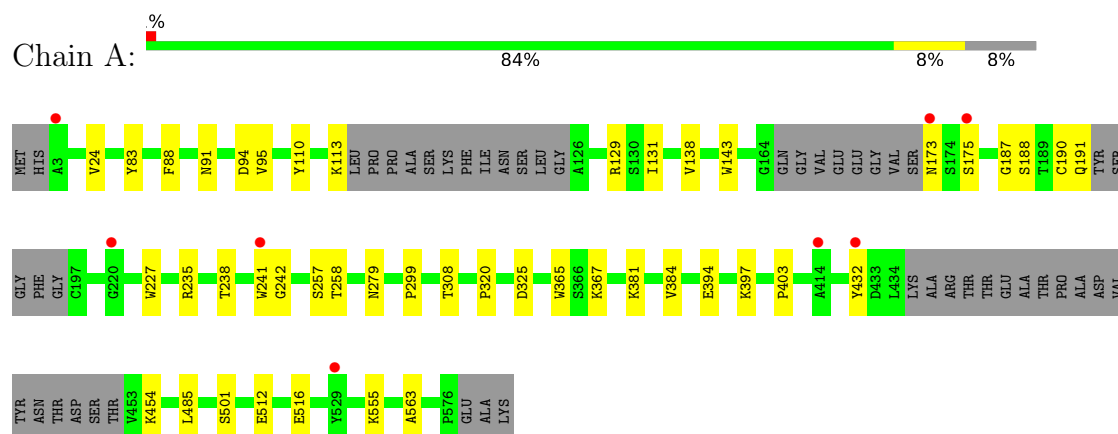 .%
Chain A:
84% 8% 8%
MET HIS A3 V24 Y83 F88 N91 D94 V95 Y110 K113 LEU PRO PRO ALA SER LYS PHE ILE ASN SER LEU GLY A126 R129 S130 I131 V138 W143 G164 GLN GLY VAL GLU GLU GLY VAL SER N173 S174 S175 G187 S188 T189 C190 Q191 TYR SER
GLY PHE GLY C197 G220 W227 R235 T238 W241 G242 S257 T258 N279 P299 T308 P320 D325 W365 S366 K367 K381 V384 E394 K397 P403 A414 Y432 D433 L434 LYS ALA ARG THR THR GLU ALA THR PRO ALA ASP VAL
TYR ASN THR ASP SER THR V453 K454 L485 S501 E512 E516 Y529 K555 A563 P576 GLU ALA LYS